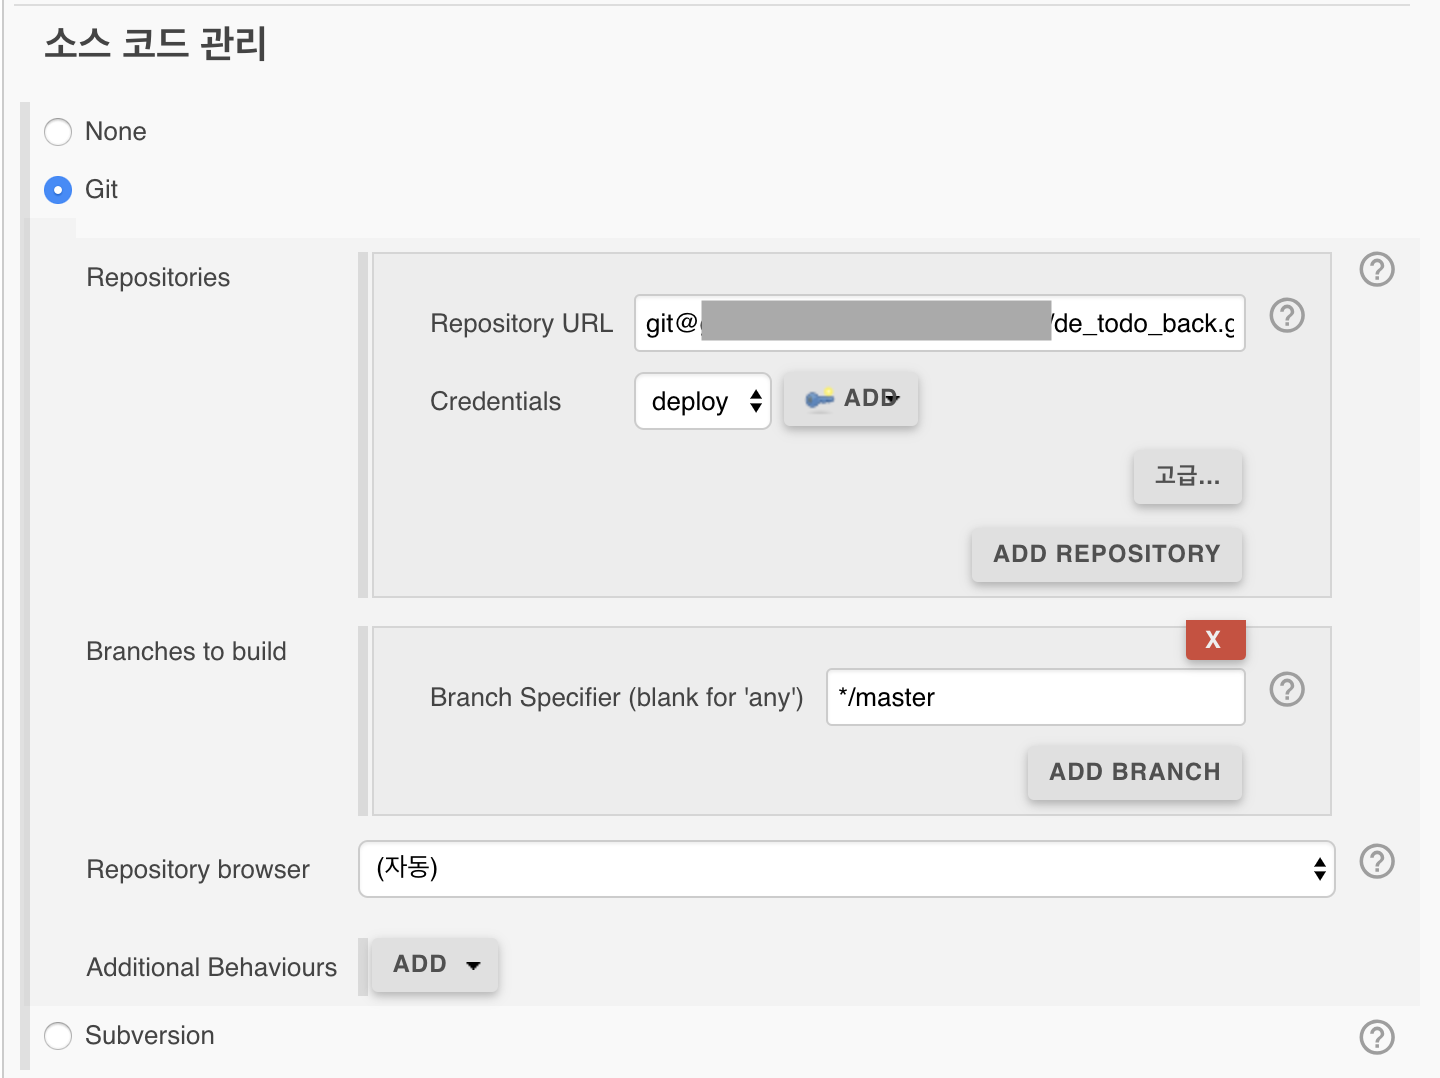 소스 코드 관리
None
Git
Repositories
?
Repository URL git@ /de_todo_back.g ?
Credentials deploy ADD
고급...
ADD REPOSITORY
Branches to build
X
Branch Specifier (blank for 'any') */master ?
ADD BRANCH
Repository browser (자동) ?
Additional Behaviours ADD
Subversion ?